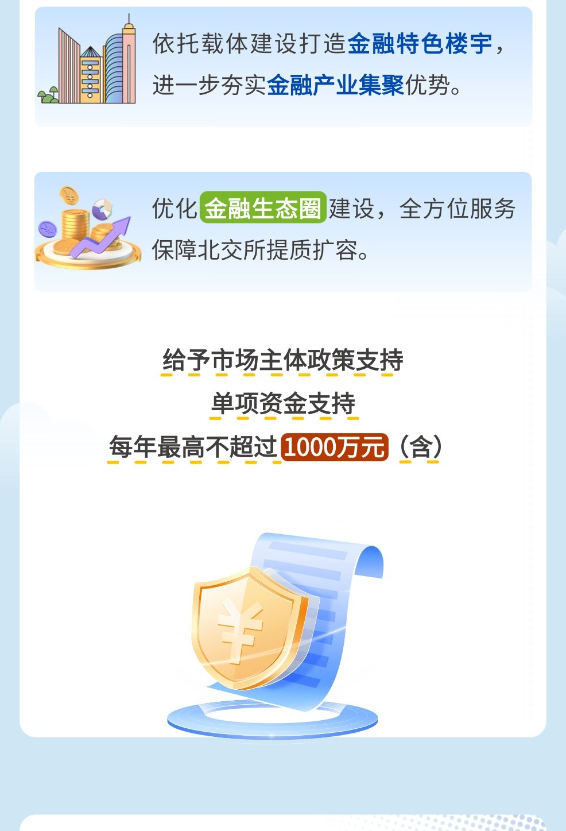 依托载体建设打造金融特色楼宇，
进一步夯实金融产业集聚优势。
优化金融生态圈建设，全方位服务
保障北交所提质扩容。
给予市场主体政策支持
单项资金支持
每年最高不超过1000万元（含）
¥